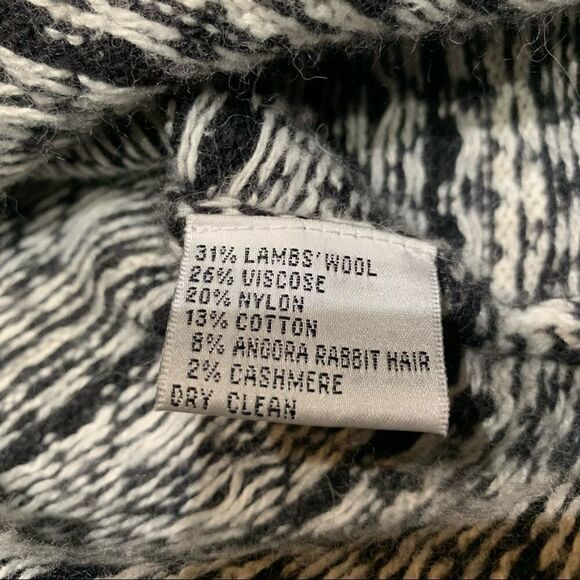 31% LAMBS' WOOL
26% VISCOSE
20% NYLON
13% COTTON
8% ANGORA RABBIT HAIR
2% CASHMERE
DRY CLEAN